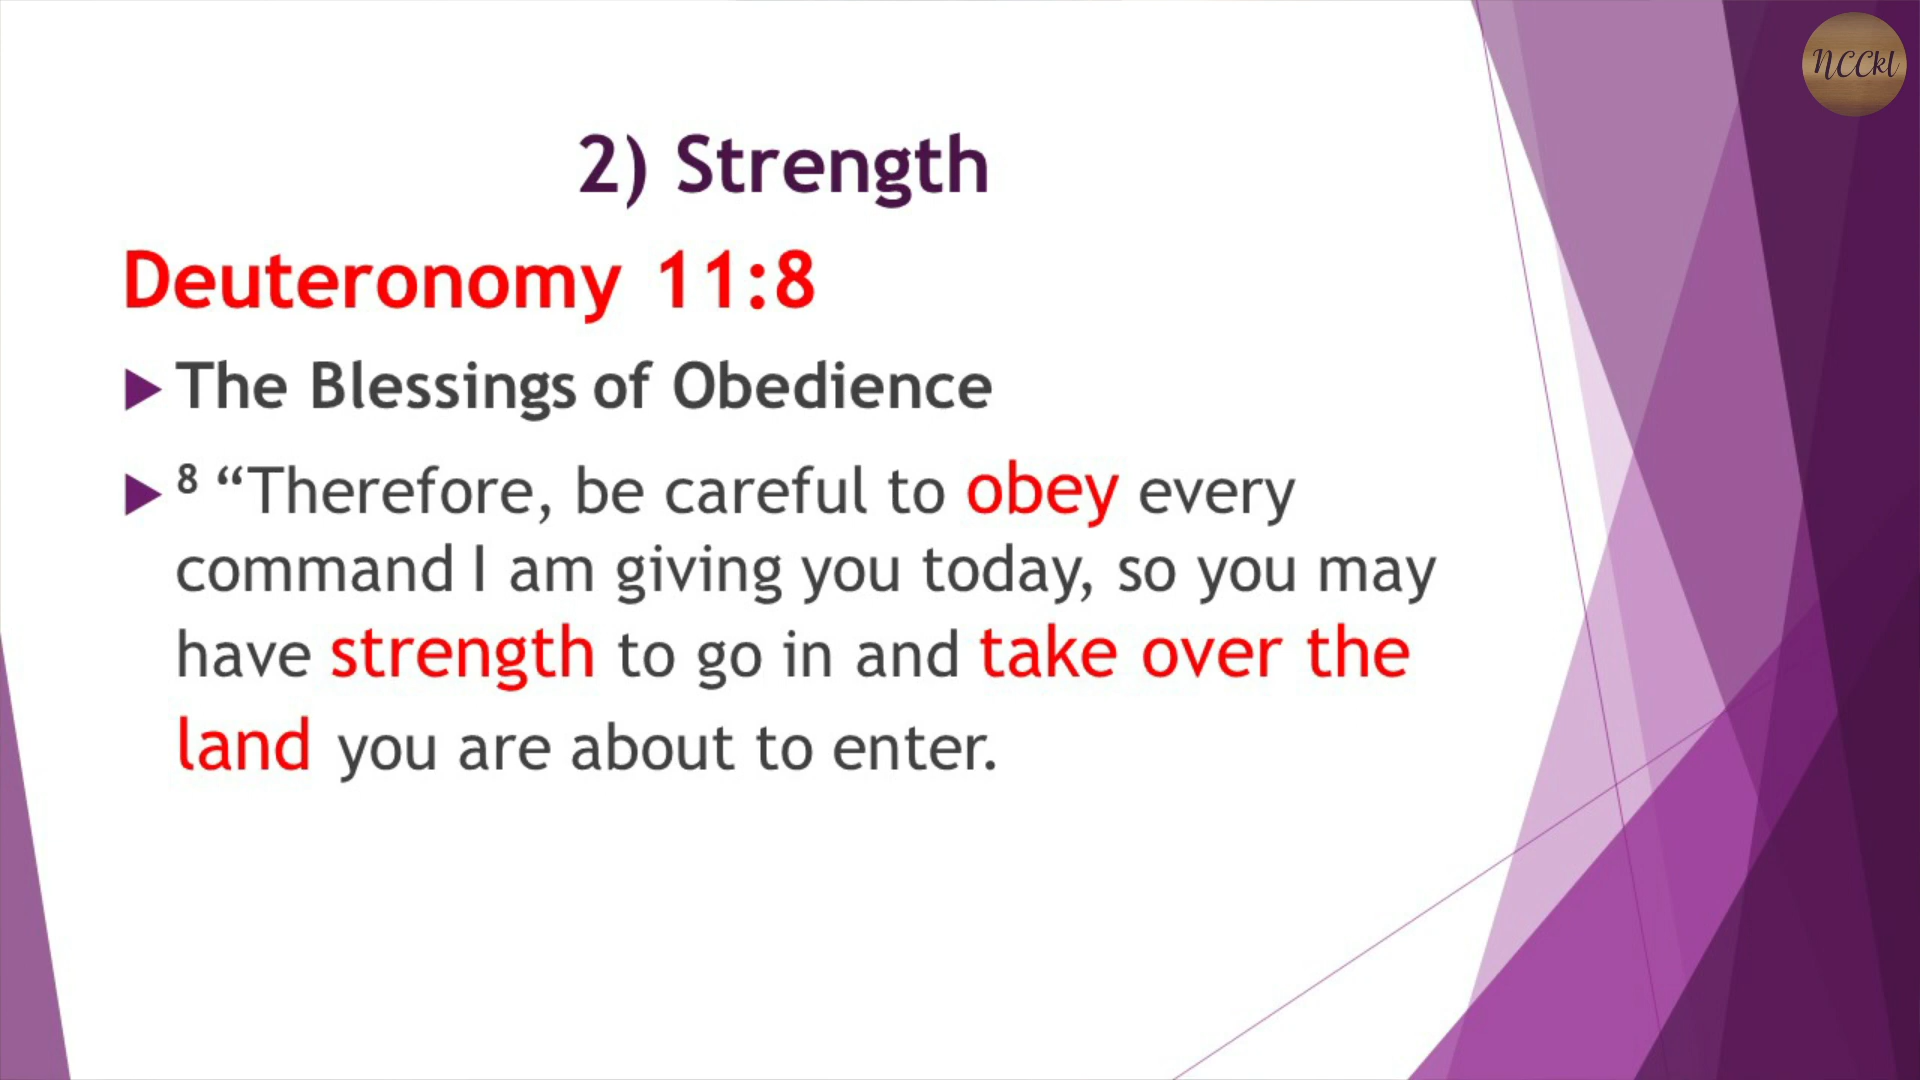 NCCkl
2) Strength
Deuteronomy 11:8
The Blessings of Obedience
8 “Therefore, be careful to obey every
command I am giving you today, so you may
have strength to go in and take over the
land you are about to enter.